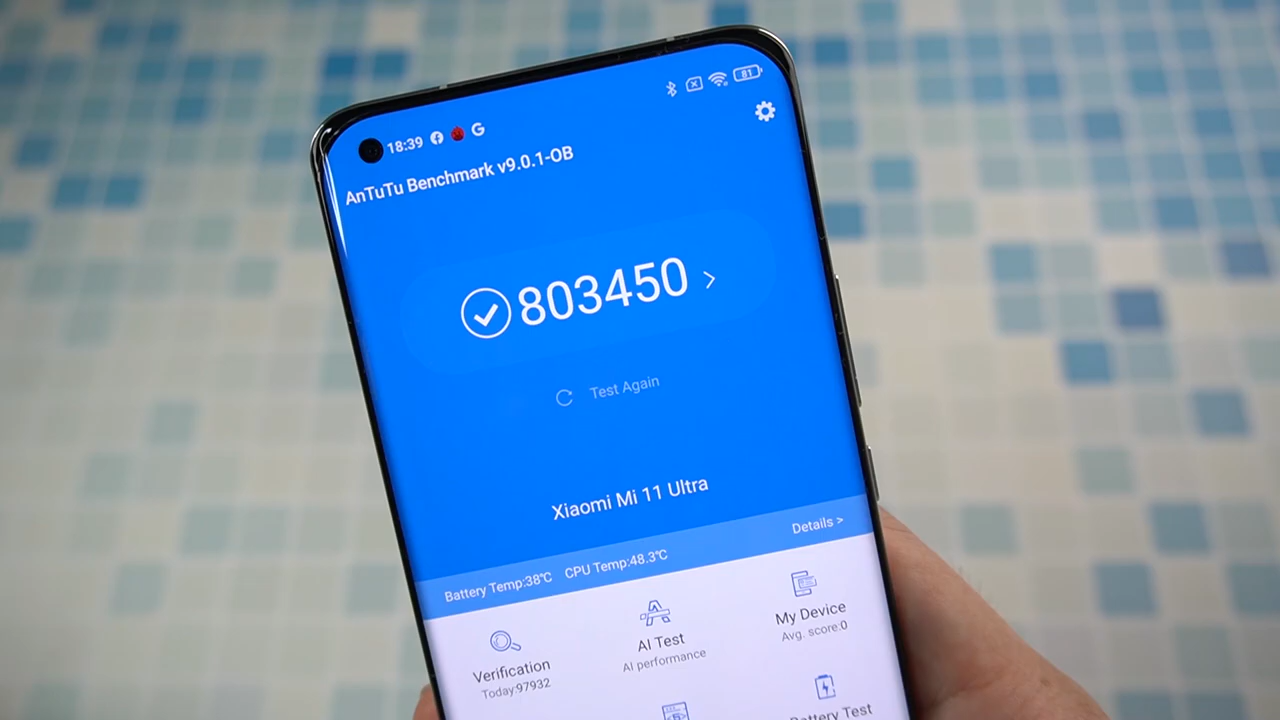 18:39
81
AnTuTu Benchmark v9.0.1-OB
803450
Test Again
Xiaomi Mi 11 Ultra
Details >
Battery Temp:38℃ CPU Temp:48.3℃
My Device
Avg. score:0
AI Test
AI performance
Verification
Today:97932
Battery Test